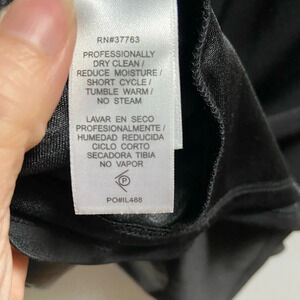 RN#37763
PROFESSIONALLY
DRY CLEAN /
REDUCE MOISTURE /
SHORT CYCLE /
TUMBLE WARM /
NO STEAM
LAVAR EN SECO
PROFESIONALMENTE /
HUMEDAD REDUCIDA
CICLO CORTO
SECADORA TIBIA
NO VAPOR
P
PO#IL488